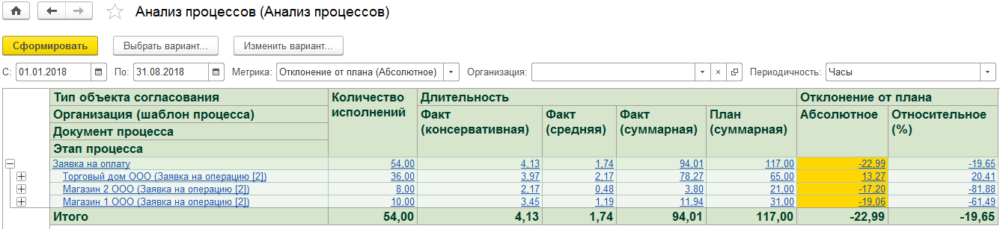 Анализ процессов (Анализ процессов)
Сформировать Выбрать вариант... Изменить вариант...
С: 01.01.2018 По: 31.08.2018 Метрика: Отклонение от плана (Абсолютное) Организация: Периодичность: Часы
Тип объекта согласования Количество исполнений Длительность Отклонение от плана
Организация (шаблон процесса) Факт (консервативная) Факт (средняя) Факт (суммарная) План (суммарная) Абсолютное Относительное (%)
Документ процесса
Этап процесса
Заявка на оплату 54,00 4,13 1,74 94,01 117,00 -22,99 -19,65
Торговый дом ООО (Заявка на операцию [2]) 36,00 3,97 2,17 78,27 65,00 13,27 20,41
Магазин 2 ООО (Заявка на операцию [2]) 8,00 2,17 0,48 3,80 21,00 -17,20 -81,88
Магазин 1 ООО (Заявка на операцию [2]) 10,00 3,45 1,19 11,94 31,00 -19,06 -61,49
Итого 54,00 4,13 1,74 94,01 117,00 -22,99 -19,65